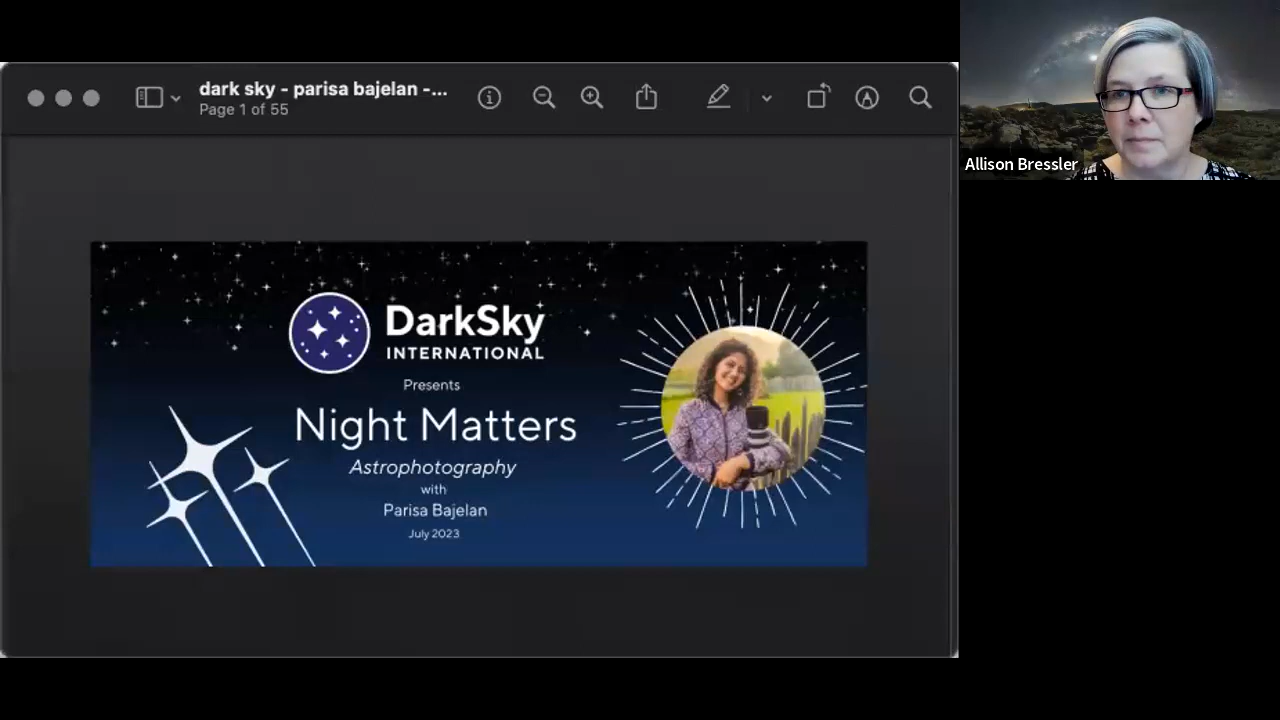 dark sky - parisa bajelan -...
Page 1 of 55
Allison Bressler
DarkSky
INTERNATIONAL
Presents
Night Matters
Astrophotography
with
Parisa Bajelan
July 2023